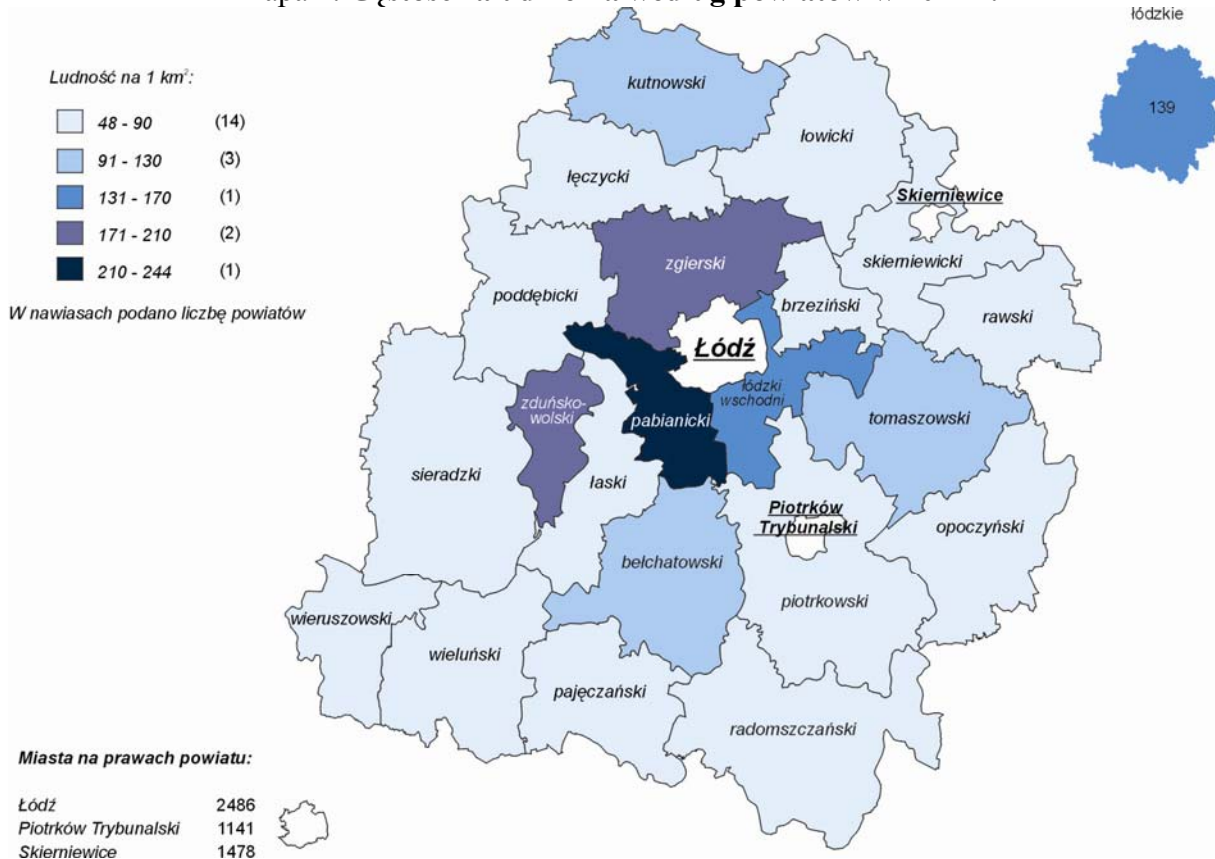 łódzkie
139
Ludność na 1 km²:
48 - 90 (14)
91 - 130 (3)
131 - 170 (1)
171 - 210 (2)
210 - 244 (1)
W nawiasach podano liczbę powiatów
kutnowski
łowicki
łęczycki
Skierniewice
skierniewicki
zgierski
poddębicki
brzeziński
rawski
Łódź
łódzki
wschodni
zduńsko-
wolski
pabianicki
tomaszowski
sieradzki
łaski
Piotrków
Trybunalski
opoczyński
bełchatowski
piotrkowski
wieruszowski
wieluński
pajęczański
radomszczański
Miasta na prawach powiatu:
Łódź 2486
Piotrków Trybunalski 1141
Skierniewice 1478